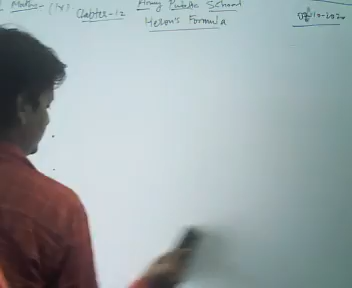 Maths- (IX) Chapter-12 Army Public School
Heron's Formula